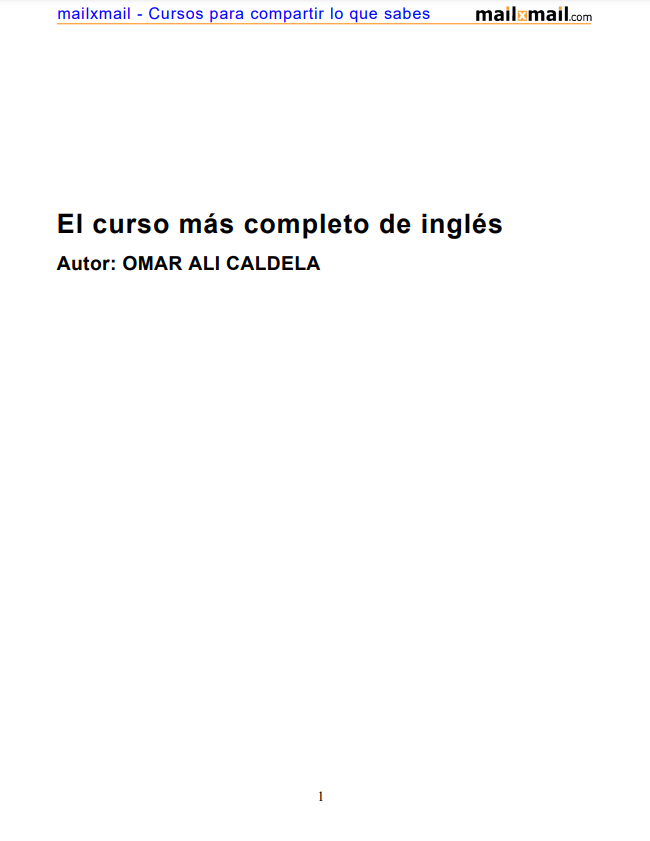 mailxmail - Cursos para compartir lo que sabes
mailxmail.com
El curso más completo de inglés
Autor: OMAR ALI CALDELA
1